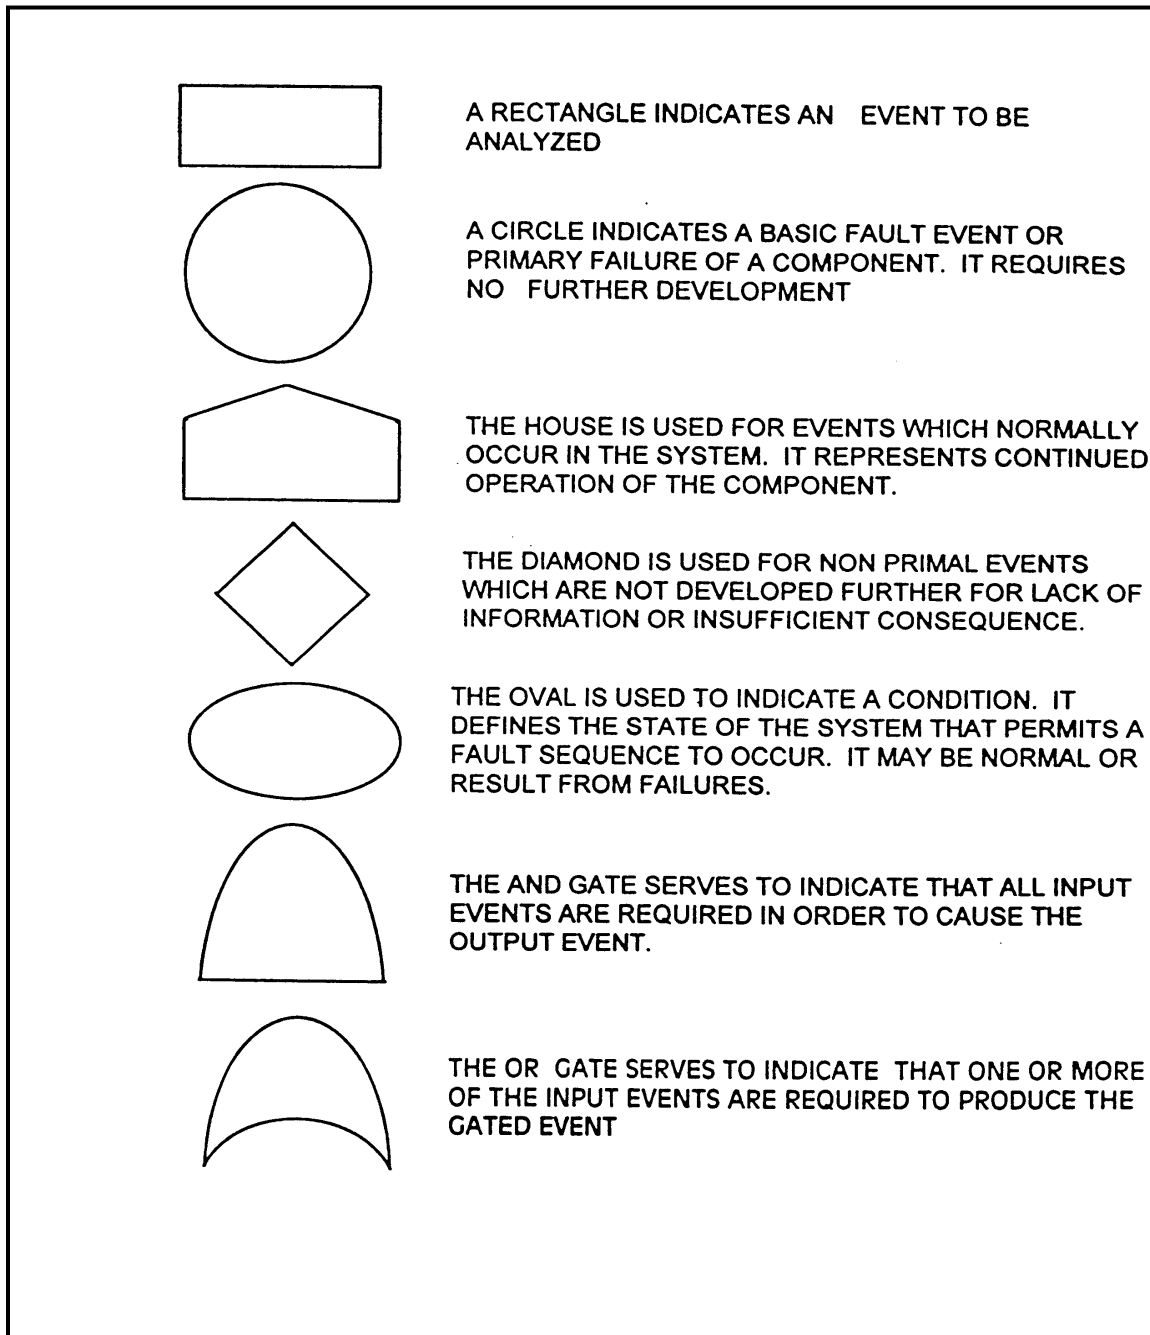 A RECTANGLE INDICATES AN EVENT TO BE
ANALYZED
A CIRCLE INDICATES A BASIC FAULT EVENT OR
PRIMARY FAILURE OF A COMPONENT. IT REQUIRES
NO FURTHER DEVELOPMENT
THE HOUSE IS USED FOR EVENTS WHICH NORMALLY
OCCUR IN THE SYSTEM. IT REPRESENTS CONTINUED
OPERATION OF THE COMPONENT.
THE DIAMOND IS USED FOR NON PRIMAL EVENTS
WHICH ARE NOT DEVELOPED FURTHER FOR LACK OF
INFORMATION OR INSUFFICIENT CONSEQUENCE.
THE OVAL IS USED TO INDICATE A CONDITION. IT
DEFINES THE STATE OF THE SYSTEM THAT PERMITS A
FAULT SEQUENCE TO OCCUR. IT MAY BE NORMAL OR
RESULT FROM FAILURES.
THE AND GATE SERVES TO INDICATE THAT ALL INPUT
EVENTS ARE REQUIRED IN ORDER TO CAUSE THE
OUTPUT EVENT.
THE OR GATE SERVES TO INDICATE THAT ONE OR MORE
OF THE INPUT EVENTS ARE REQUIRED TO PRODUCE THE
GATED EVENT